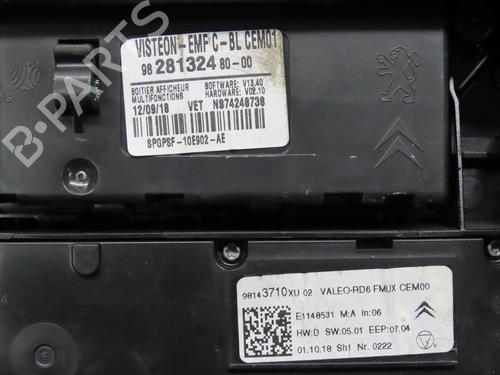 VISTEON-EMF C-BL CEM01
98 281324 80-00
BOITIER AFFICHEUR SOFTWARE: V13.40
MULTIFONCTIONS HARDWARE: V02.10
12/09/18 VET N874248738
SPGPSF-10E902-AE
98143710XU 02 VALEO-RD6 FMUX CEM00
E1148531 M:A In:06
HW:D SW:05.01 EEP:07.04
01.10.18 Sh1 Nr. 0222